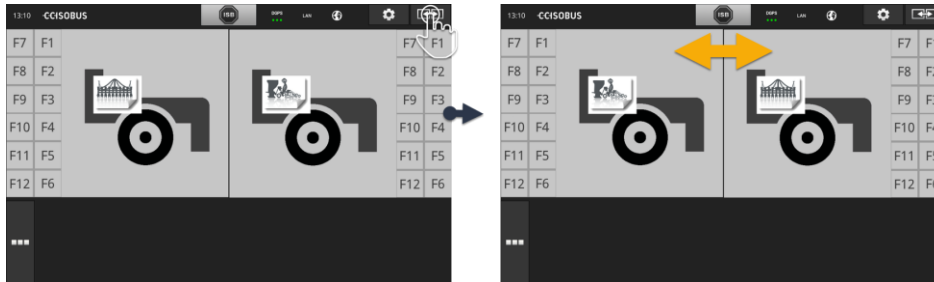 13:10 CCISOBUS ISB DGPS LAN
F7 F1 F7 F1
F8 F2 F8 F2
F9 F3 F9 F3
F10 F4 F10 F4
F11 F5 F11 F5
F12 F6 F12 F6
13:10 CCISOBUS ISB DGPS LAN
F7 F1 F7
F8 F2 F8
F9 F3 F9
F10 F4 F10
F11 F5 F11
F12 F6 F12